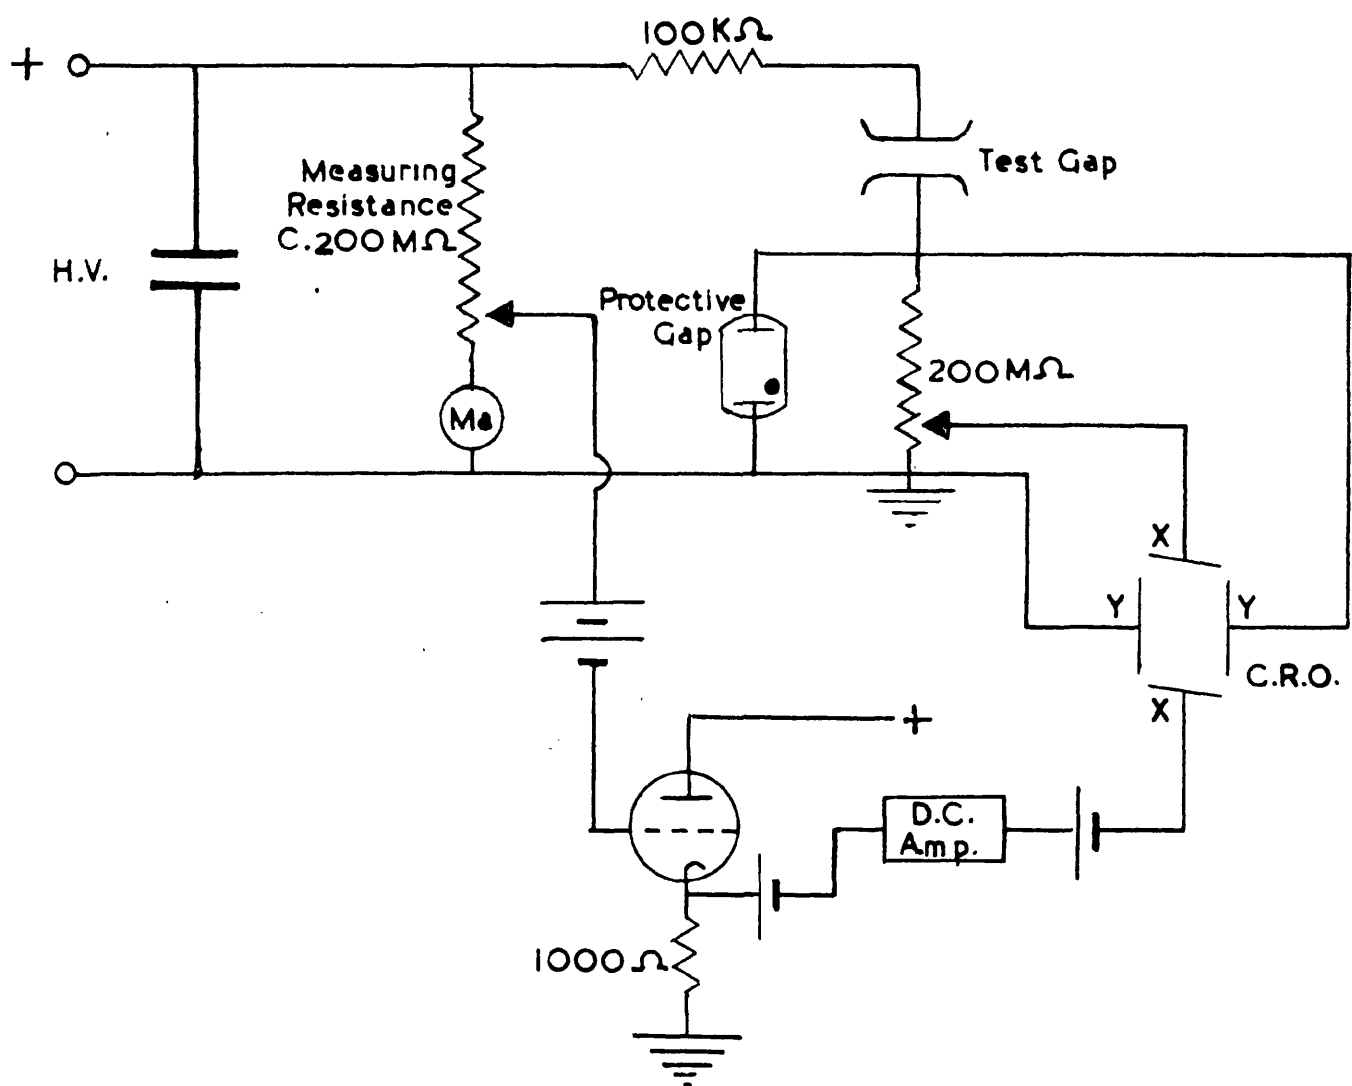 100KΩ
+
Measuring
Resistance
C.200MΩ
Test Gap
H.V.
Protective
Gap
200MΩ
Ma
X
Y
Y
C.R.O.
X
+
D.C.
Amp.
1000Ω